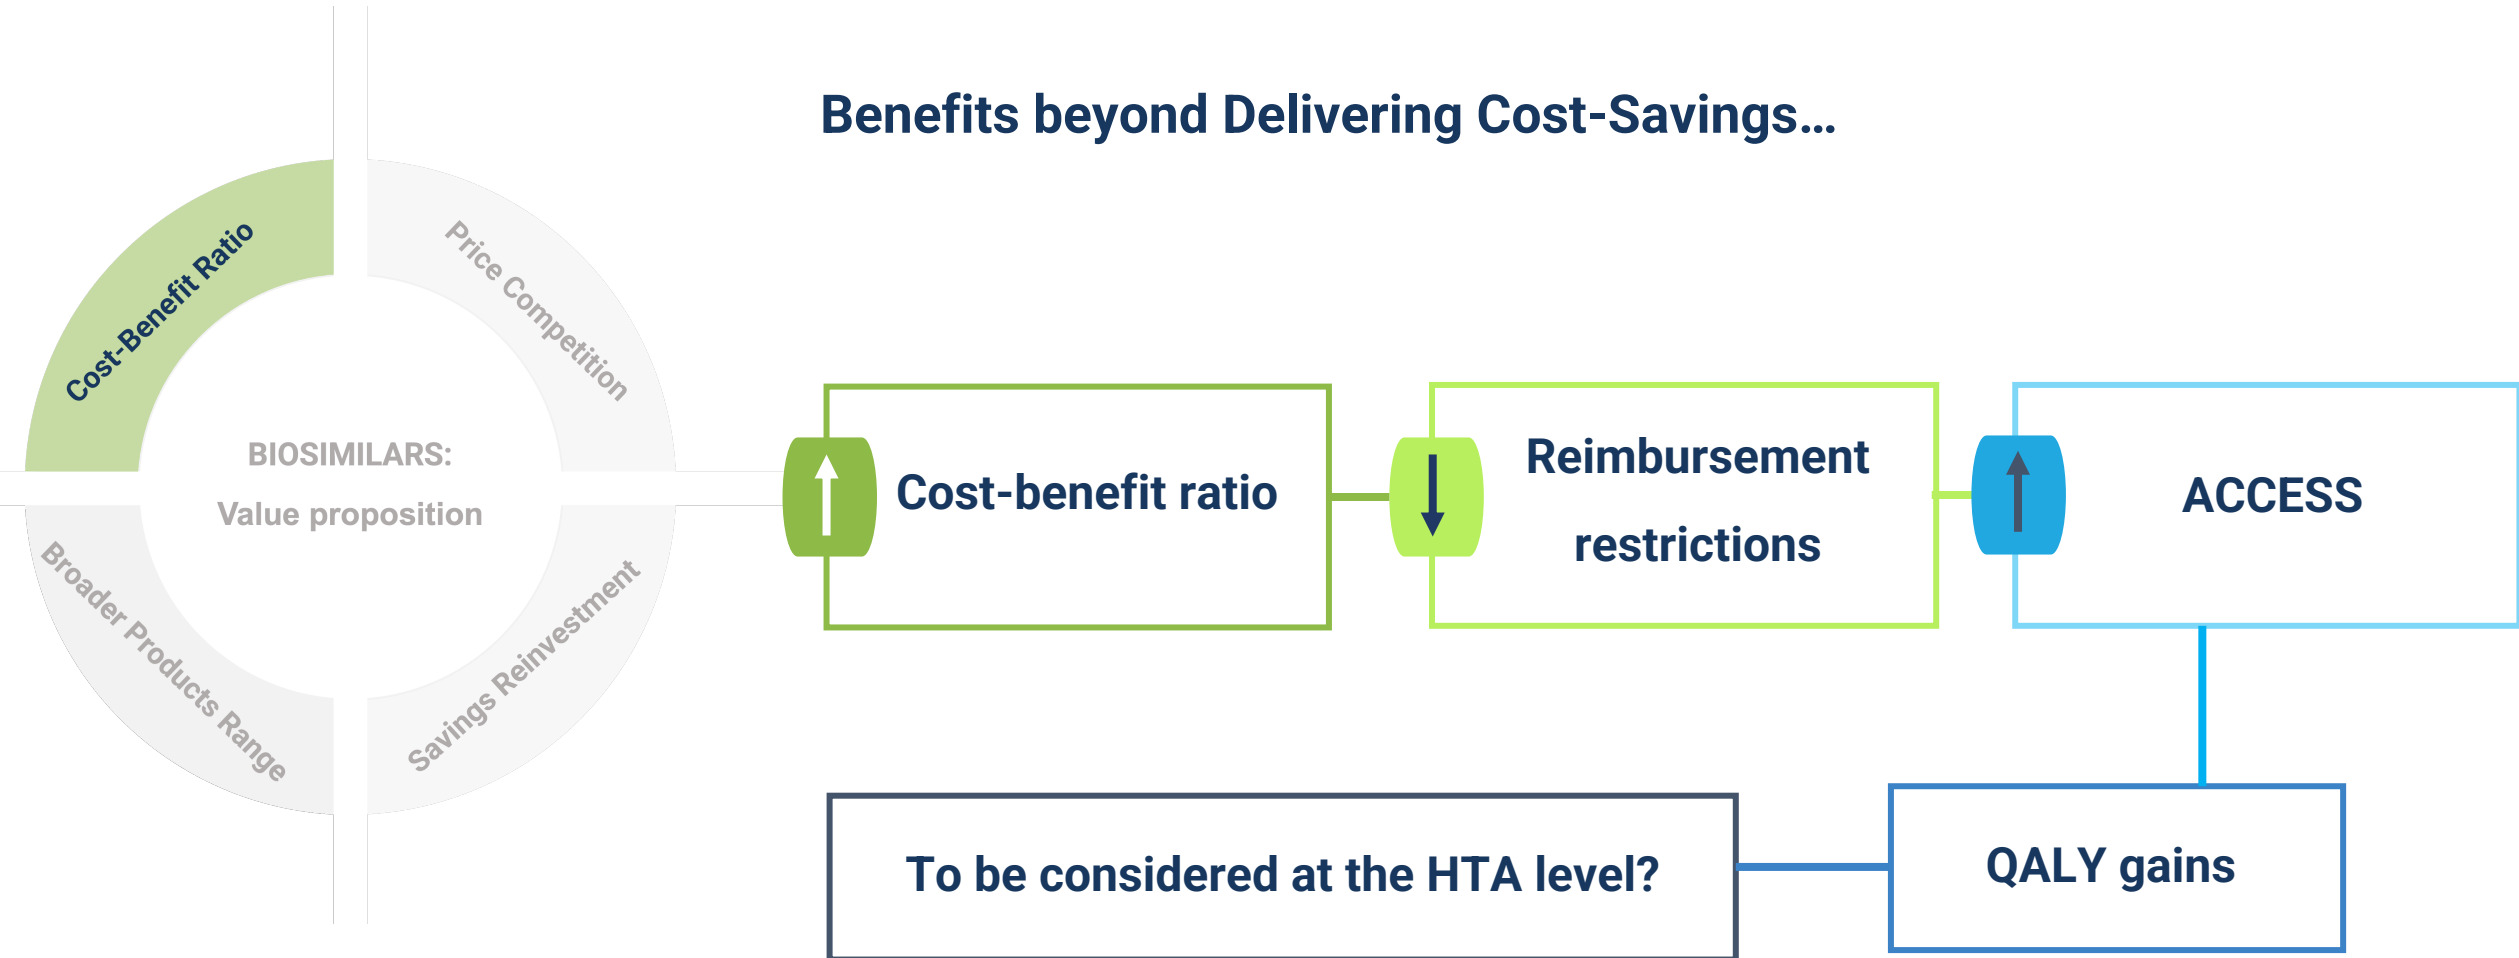 Benefits beyond Delivering Cost-Savings...
Cost-Benefit Ratio
Price Competition
BIOSIMILARS:
Value proposition
Broader Products Range
Savings Reinvestment
Cost-benefit ratio
Reimbursement
restrictions
ACCESS
QALY gains
To be considered at the HTA level?